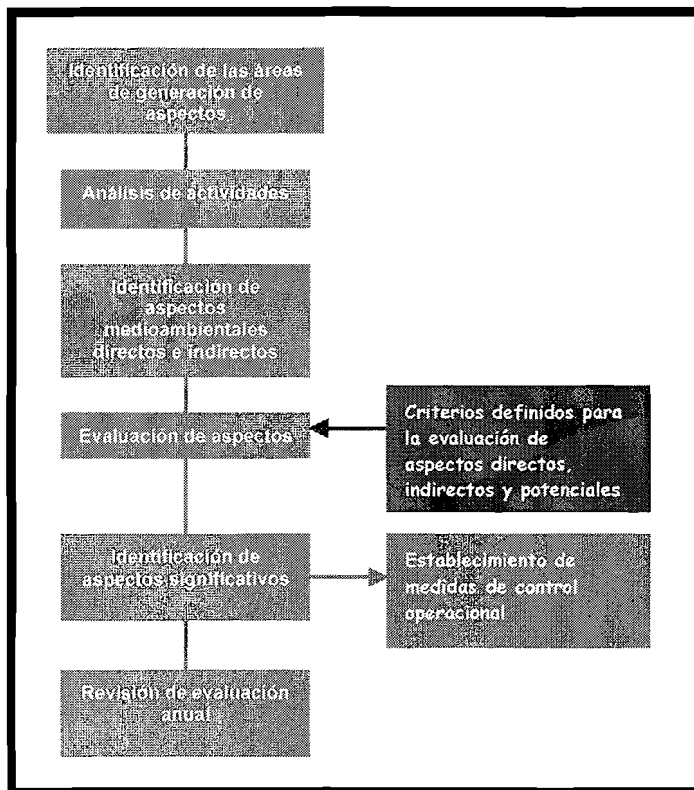 Identificación de las áreas
de generación de
aspectos
Análisis de actividades
Identificación de
aspectos
medioambientales
directos e indirectos
Evaluación de aspectos
Criterios definidos para
la evaluación de
aspectos directos,
indirectos y potenciales
Identificación de
aspectos significativos
Establecimiento de
medidas de control
operacional
Revisión de evaluación
anual